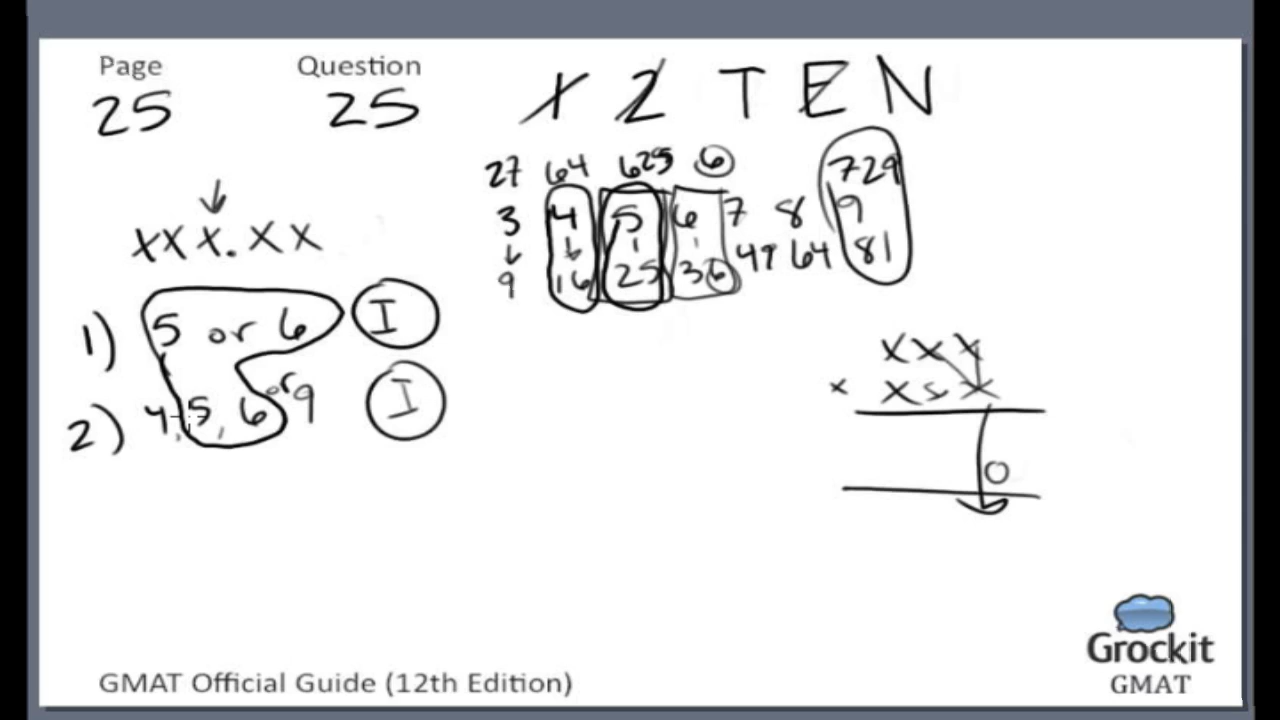 Page Question
25 25
X 2 T E N
27 64 625 6 729
3 4 5 6 7 8 9
9 16 25 36 49 64 81
xxx.xx
1) 5 or 6 I
2) 4, 5, 6 or 9 I
xxx
× xsx
0
GMAT Official Guide (12th Edition)
Grockit
GMAT